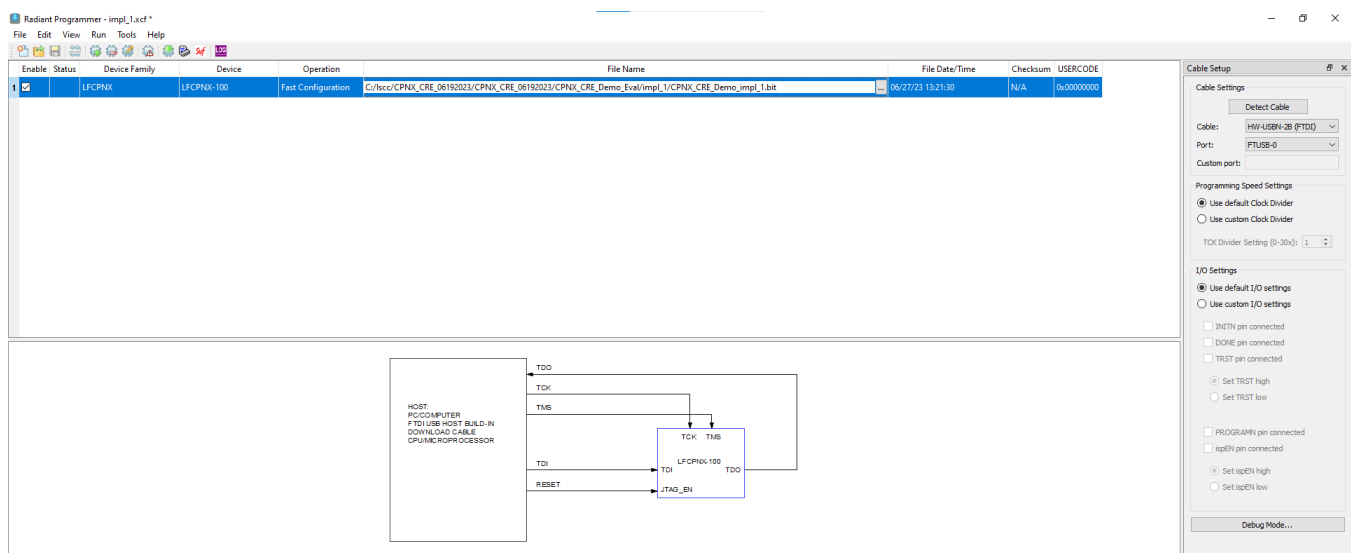 Radiant Programmer - impl_1.xcf *
File Edit View Run Tools Help
LOG
Enable Status Device Family Device Operation File Name File Date/Time Checksum USERCODE
1 LFCPNX LFCPNX-100 Fast Configuration C:/lscc/CPNX_CRE_06192023/CPNX_CRE_06192023/CPNX_CRE_Demo_Eval/impl_1/CPNX_CRE_Demo_impl_1.bit ... 06/27/23 13:21:30 N/A 0x00000000
HOST:
PC/COMPUTER
FTDI USB HOST BUILD-IN
DOWNLOAD CABLE
CPU/MICROPROCESSOR
TDO
TCK
TMS
TDI
RESET
TCK TMS
LFCPNX-100
TDI TDO
JTAG_EN
Cable Setup
Cable Settings
Detect Cable
Cable: HW-USBN-2B (FTDI)
Port: FTUSB-0
Custom port:
Programming Speed Settings
Use default Clock Divider
Use custom Clock Divider
TCK Divider Setting (0-30x): 1
I/O Settings
Use default I/O settings
Use custom I/O settings
INITN pin connected
DONE pin connected
TRST pin connected
Set TRST high
Set TRST low
PROGRAMN pin connected
ispEN pin connected
Set ispEN high
Set ispEN low
Debug Mode...